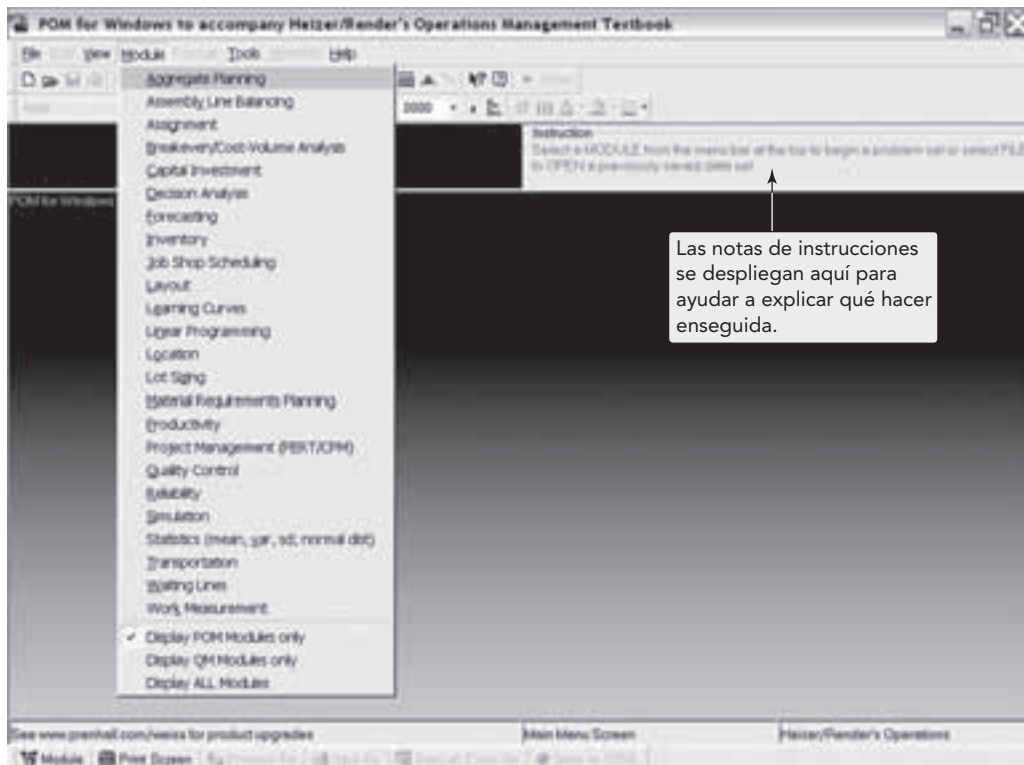 POM for Windows to accompany Heizer/Render's Operations Management Textbook
File View Module Tools Help
Aggregate Planning
Assembly Line Balancing
Assignment
Breakeven/Cost-Volume Analysis
Capital Investment
Decision Analysis
Forecasting
Inventory
Job Shop Scheduling
Layout
Learning Curves
Linear Programming
Location
Lot Sizing
Material Requirements Planning
Productivity
Project Management (PERT/CPM)
Quality Control
Reliability
Simulation
Statistics (mean, var, sd, normal dist)
Transportation
Waiting Lines
Work Measurement
Display POM Modules only
Display QM Modules only
Display ALL Modules
Instruction
Select a MODULE from the menu bar at the top to begin a problem set or select FILE
to OPEN a previously saved data set
POM for Windows
Las notas de instrucciones
se despliegan aquí para
ayudar a explicar qué hacer
enseguida.
See www.prenhall.com/weiss for product upgrades
Main Menu Screen
Heizer/Render's Operations
Module Print Screen